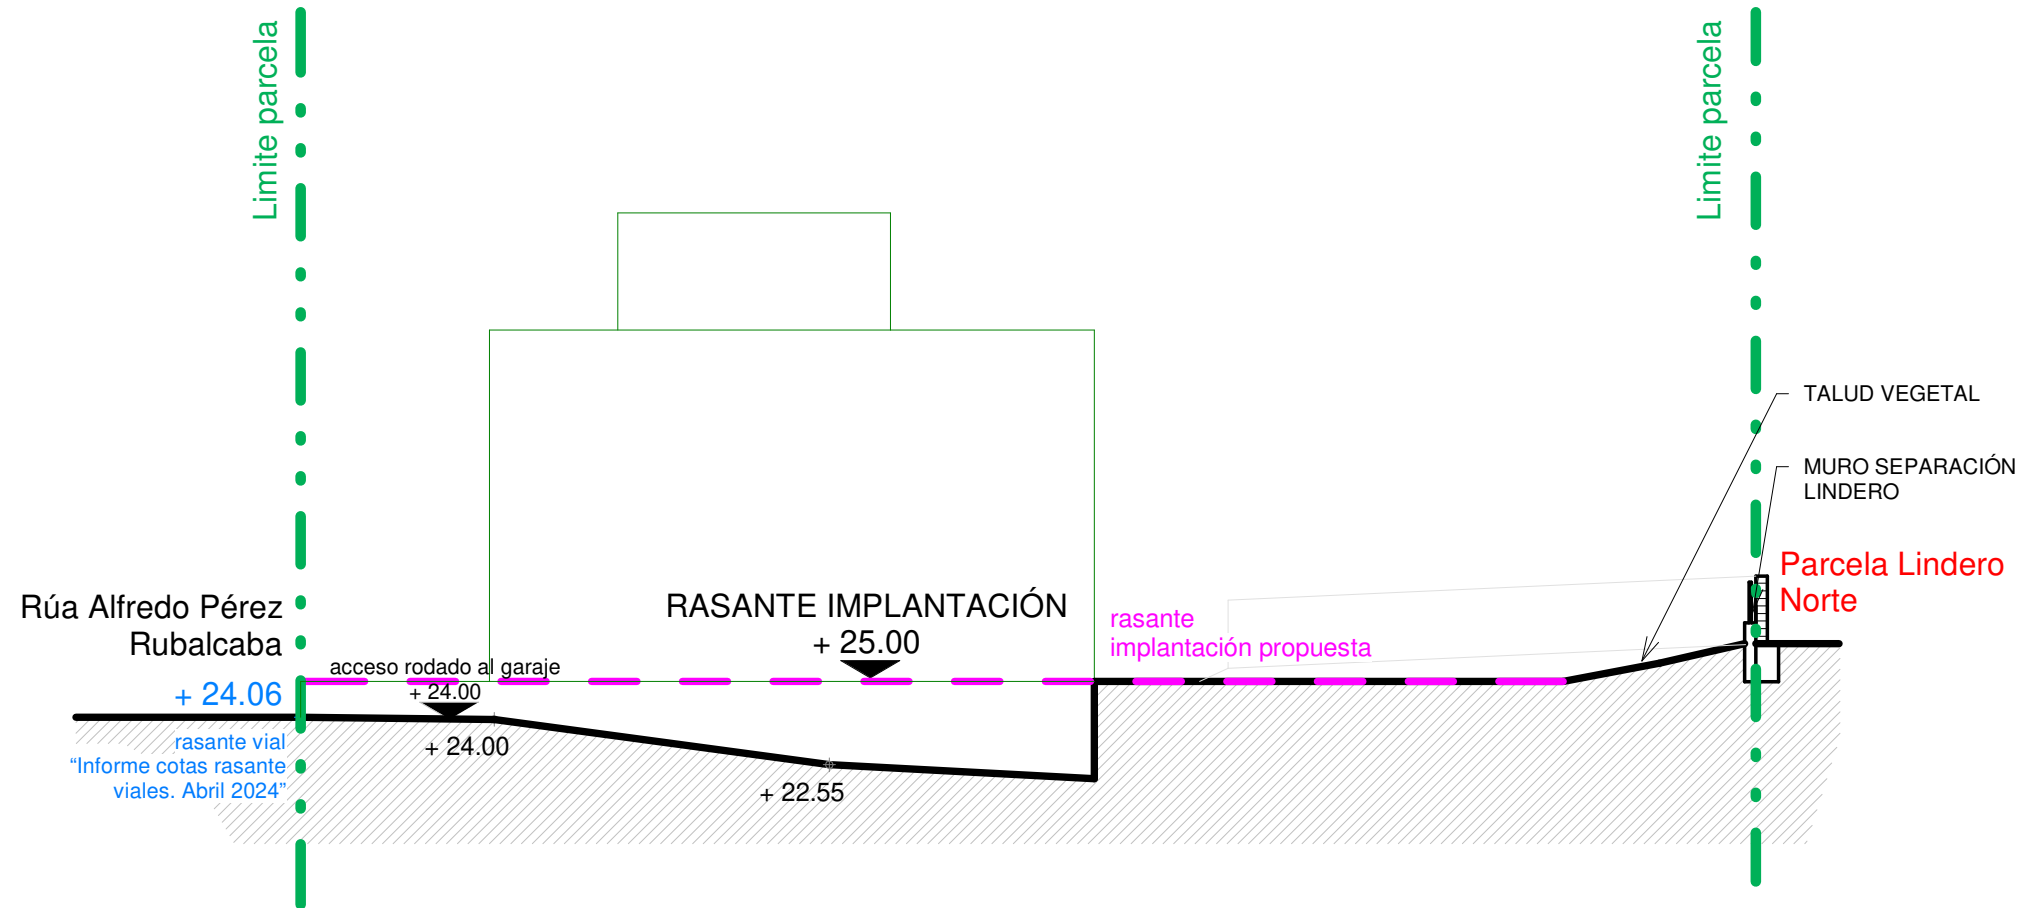 Limite parcela
Limite parcela
TALUD VEGETAL
MURO SEPARACIÓN
LINDERO
Parcela Lindero
Norte
Rúa Alfredo Pérez
Rubalcaba
+ 24.06
rasante vial
“Informe cotas rasante
viales. Abril 2024”
acceso rodado al garaje
+ 24.00
+ 24.00
RASANTE IMPLANTACIÓN
+ 25.00
rasante
implantación propuesta
+ 22.55